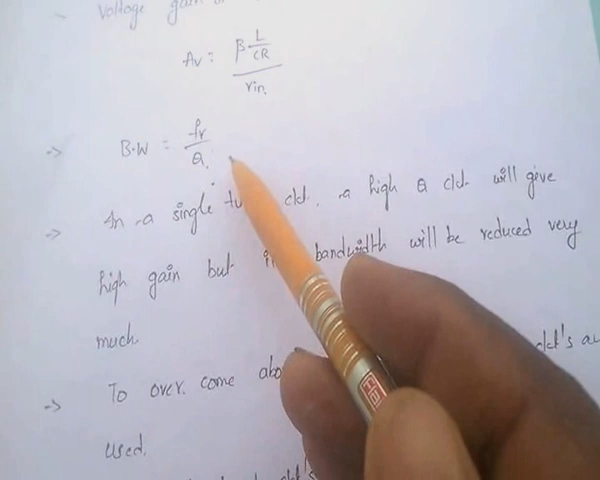 -> Voltage gain
Av = β L/CR / rin
-> B.W = fr/Q.
-> In a single ckt. a high Q ckt will give
high gain but bandwidth will be reduced very
much.
-> To over come ckt's
used.